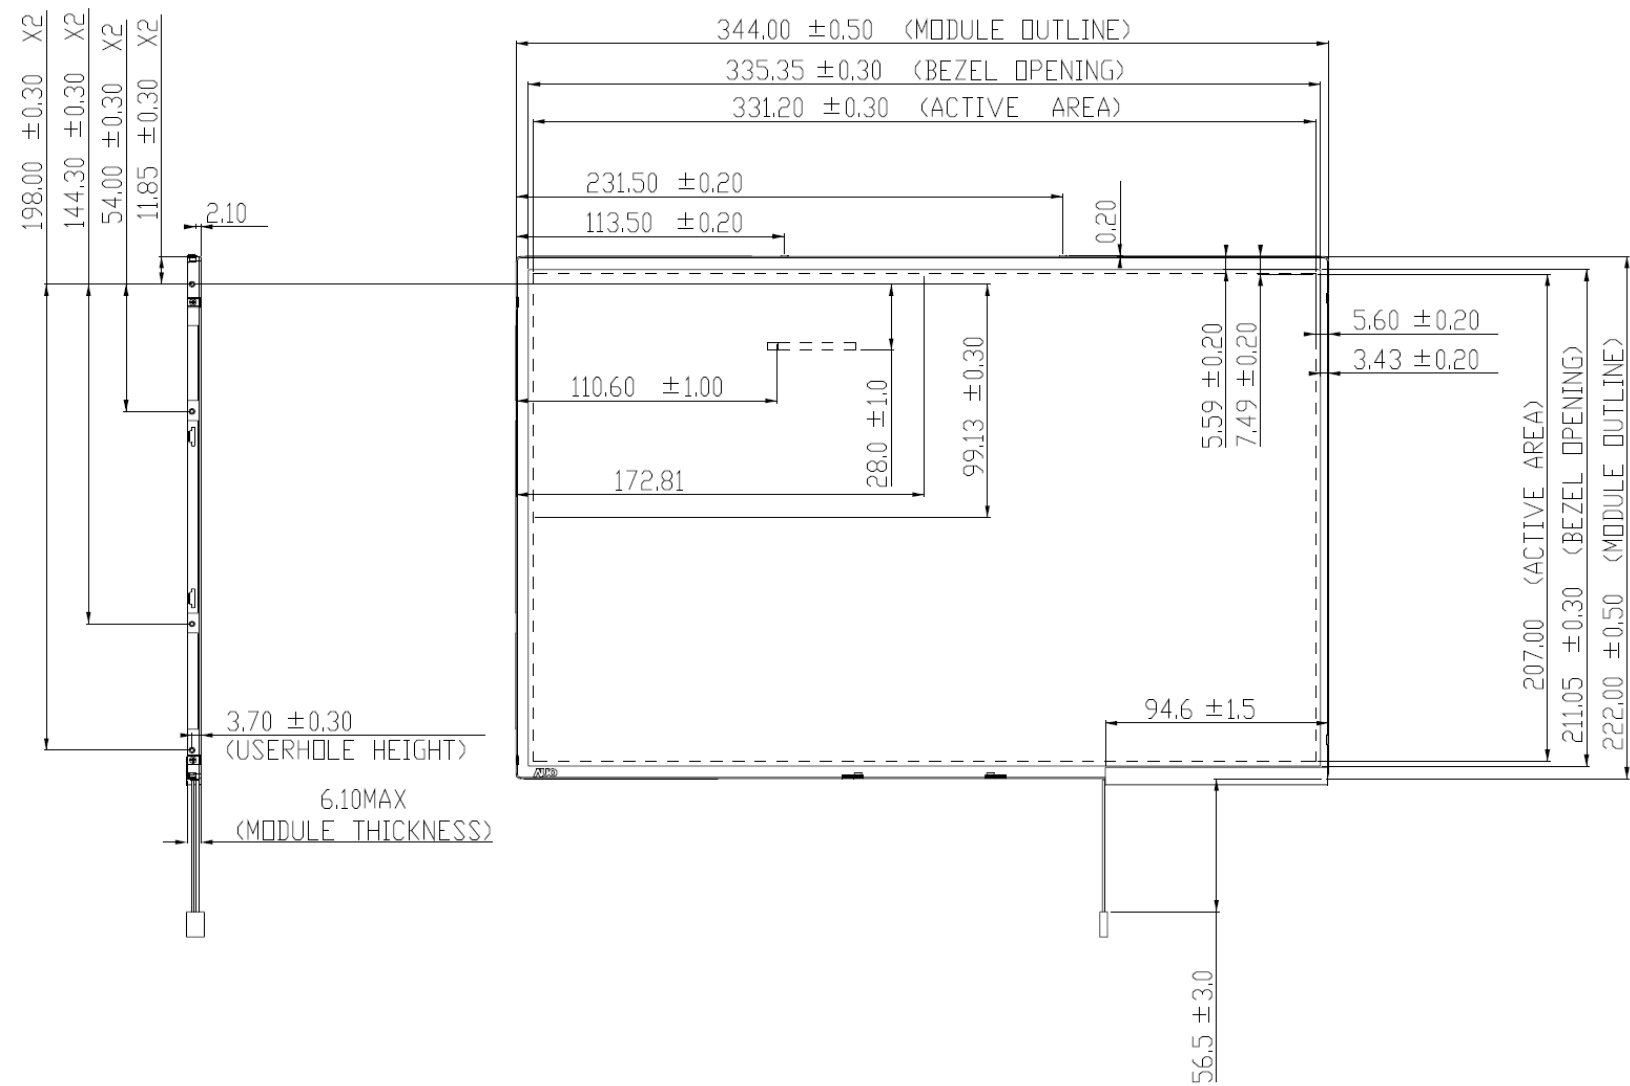 344.00 ±0.50 (MODULE OUTLINE)
335.35 ±0.30 (BEZEL OPENING)
331.20 ±0.30 (ACTIVE AREA)
198.00 ±0.30 X2
144.30 ±0.30 X2
54.00 ±0.30 X2
11.85 ±0.30 X2
2.10
231.50 ±0.20
113.50 ±0.20
0.20
5.60 ±0.20
3.43 ±0.20
5.59 ±0.20
7.49 ±0.20
110.60 ±1.00
28.0 ±1.0
99.13 ±0.30
172.81
207.00 (ACTIVE AREA)
211.05 ±0.30 (BEZEL OPENING)
222.00 ±0.50 (MODULE OUTLINE)
94.6 ±1.5
3.70 ±0.30
(USERHOLE HEIGHT)
AUO
6.10MAX
(MODULE THICKNESS)
56.5 ±3.0